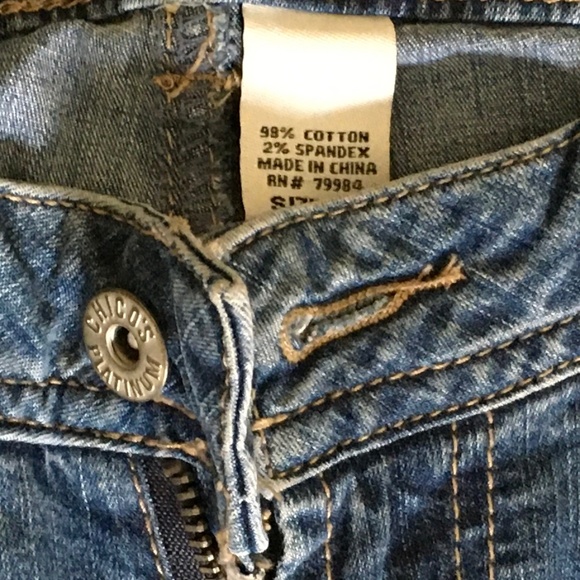 98% COTTON
2% SPANDEX
MADE IN CHINA
RN# 79984
CHICO'S
PLATINUM